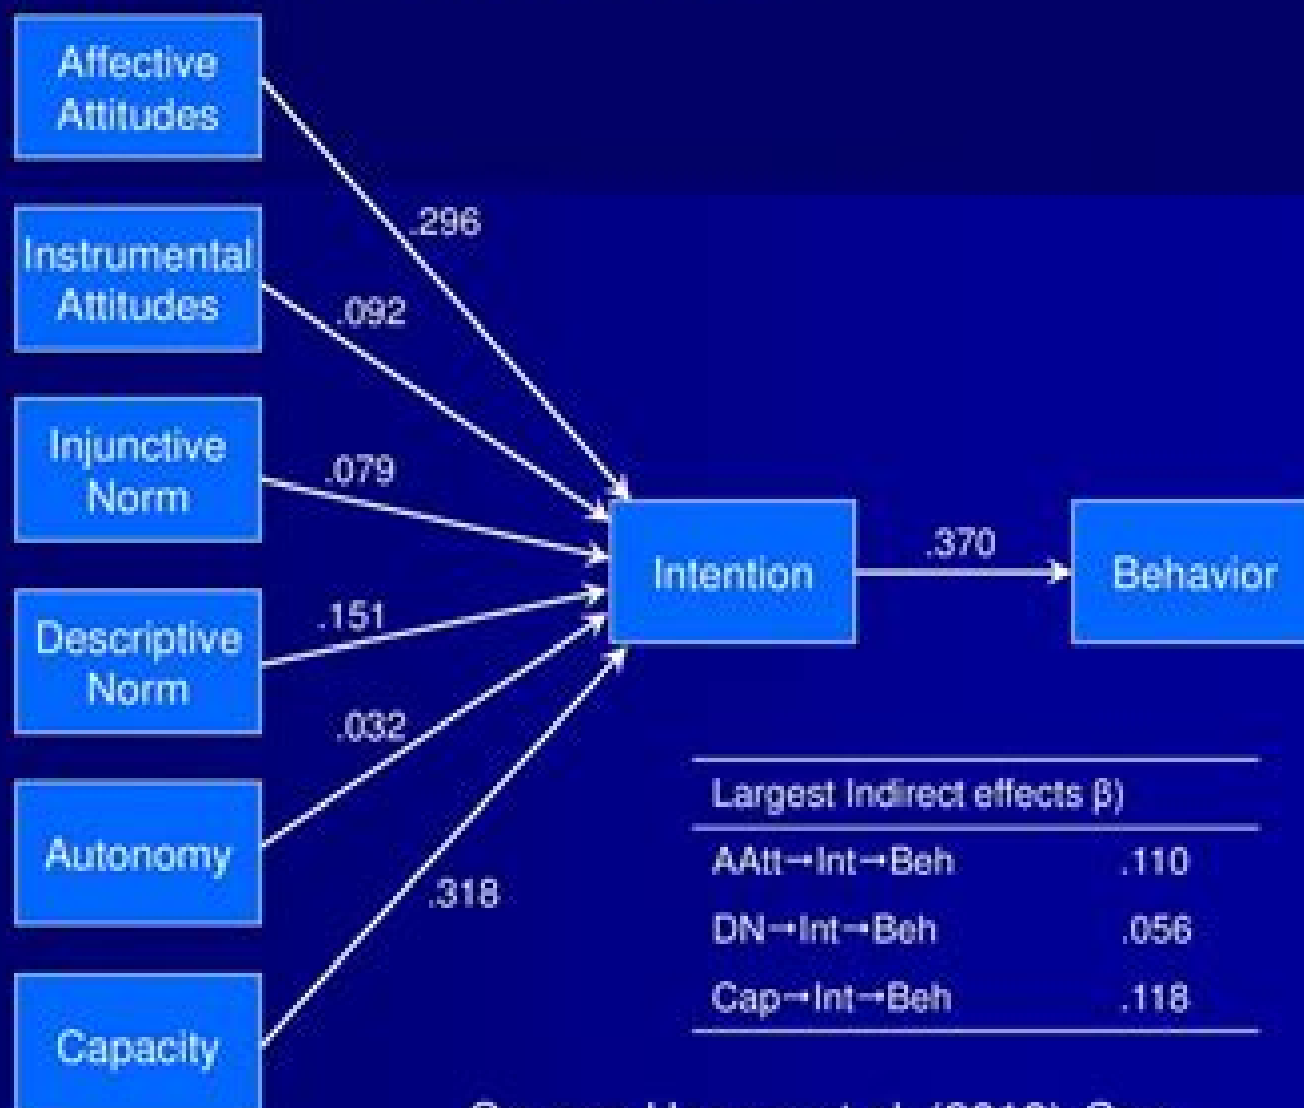 Affective
Attitudes
.296
Instrumental
Attitudes
.092
Injunctive
Norm
.079
Descriptive
Norm
.151
Intention
.370
Behavior
Autonomy
.032
Capacity
.318
Largest Indirect effects β)
AAtt→Int→Beh .110
DN→Int→Beh .056
Cap→Int→Beh .118